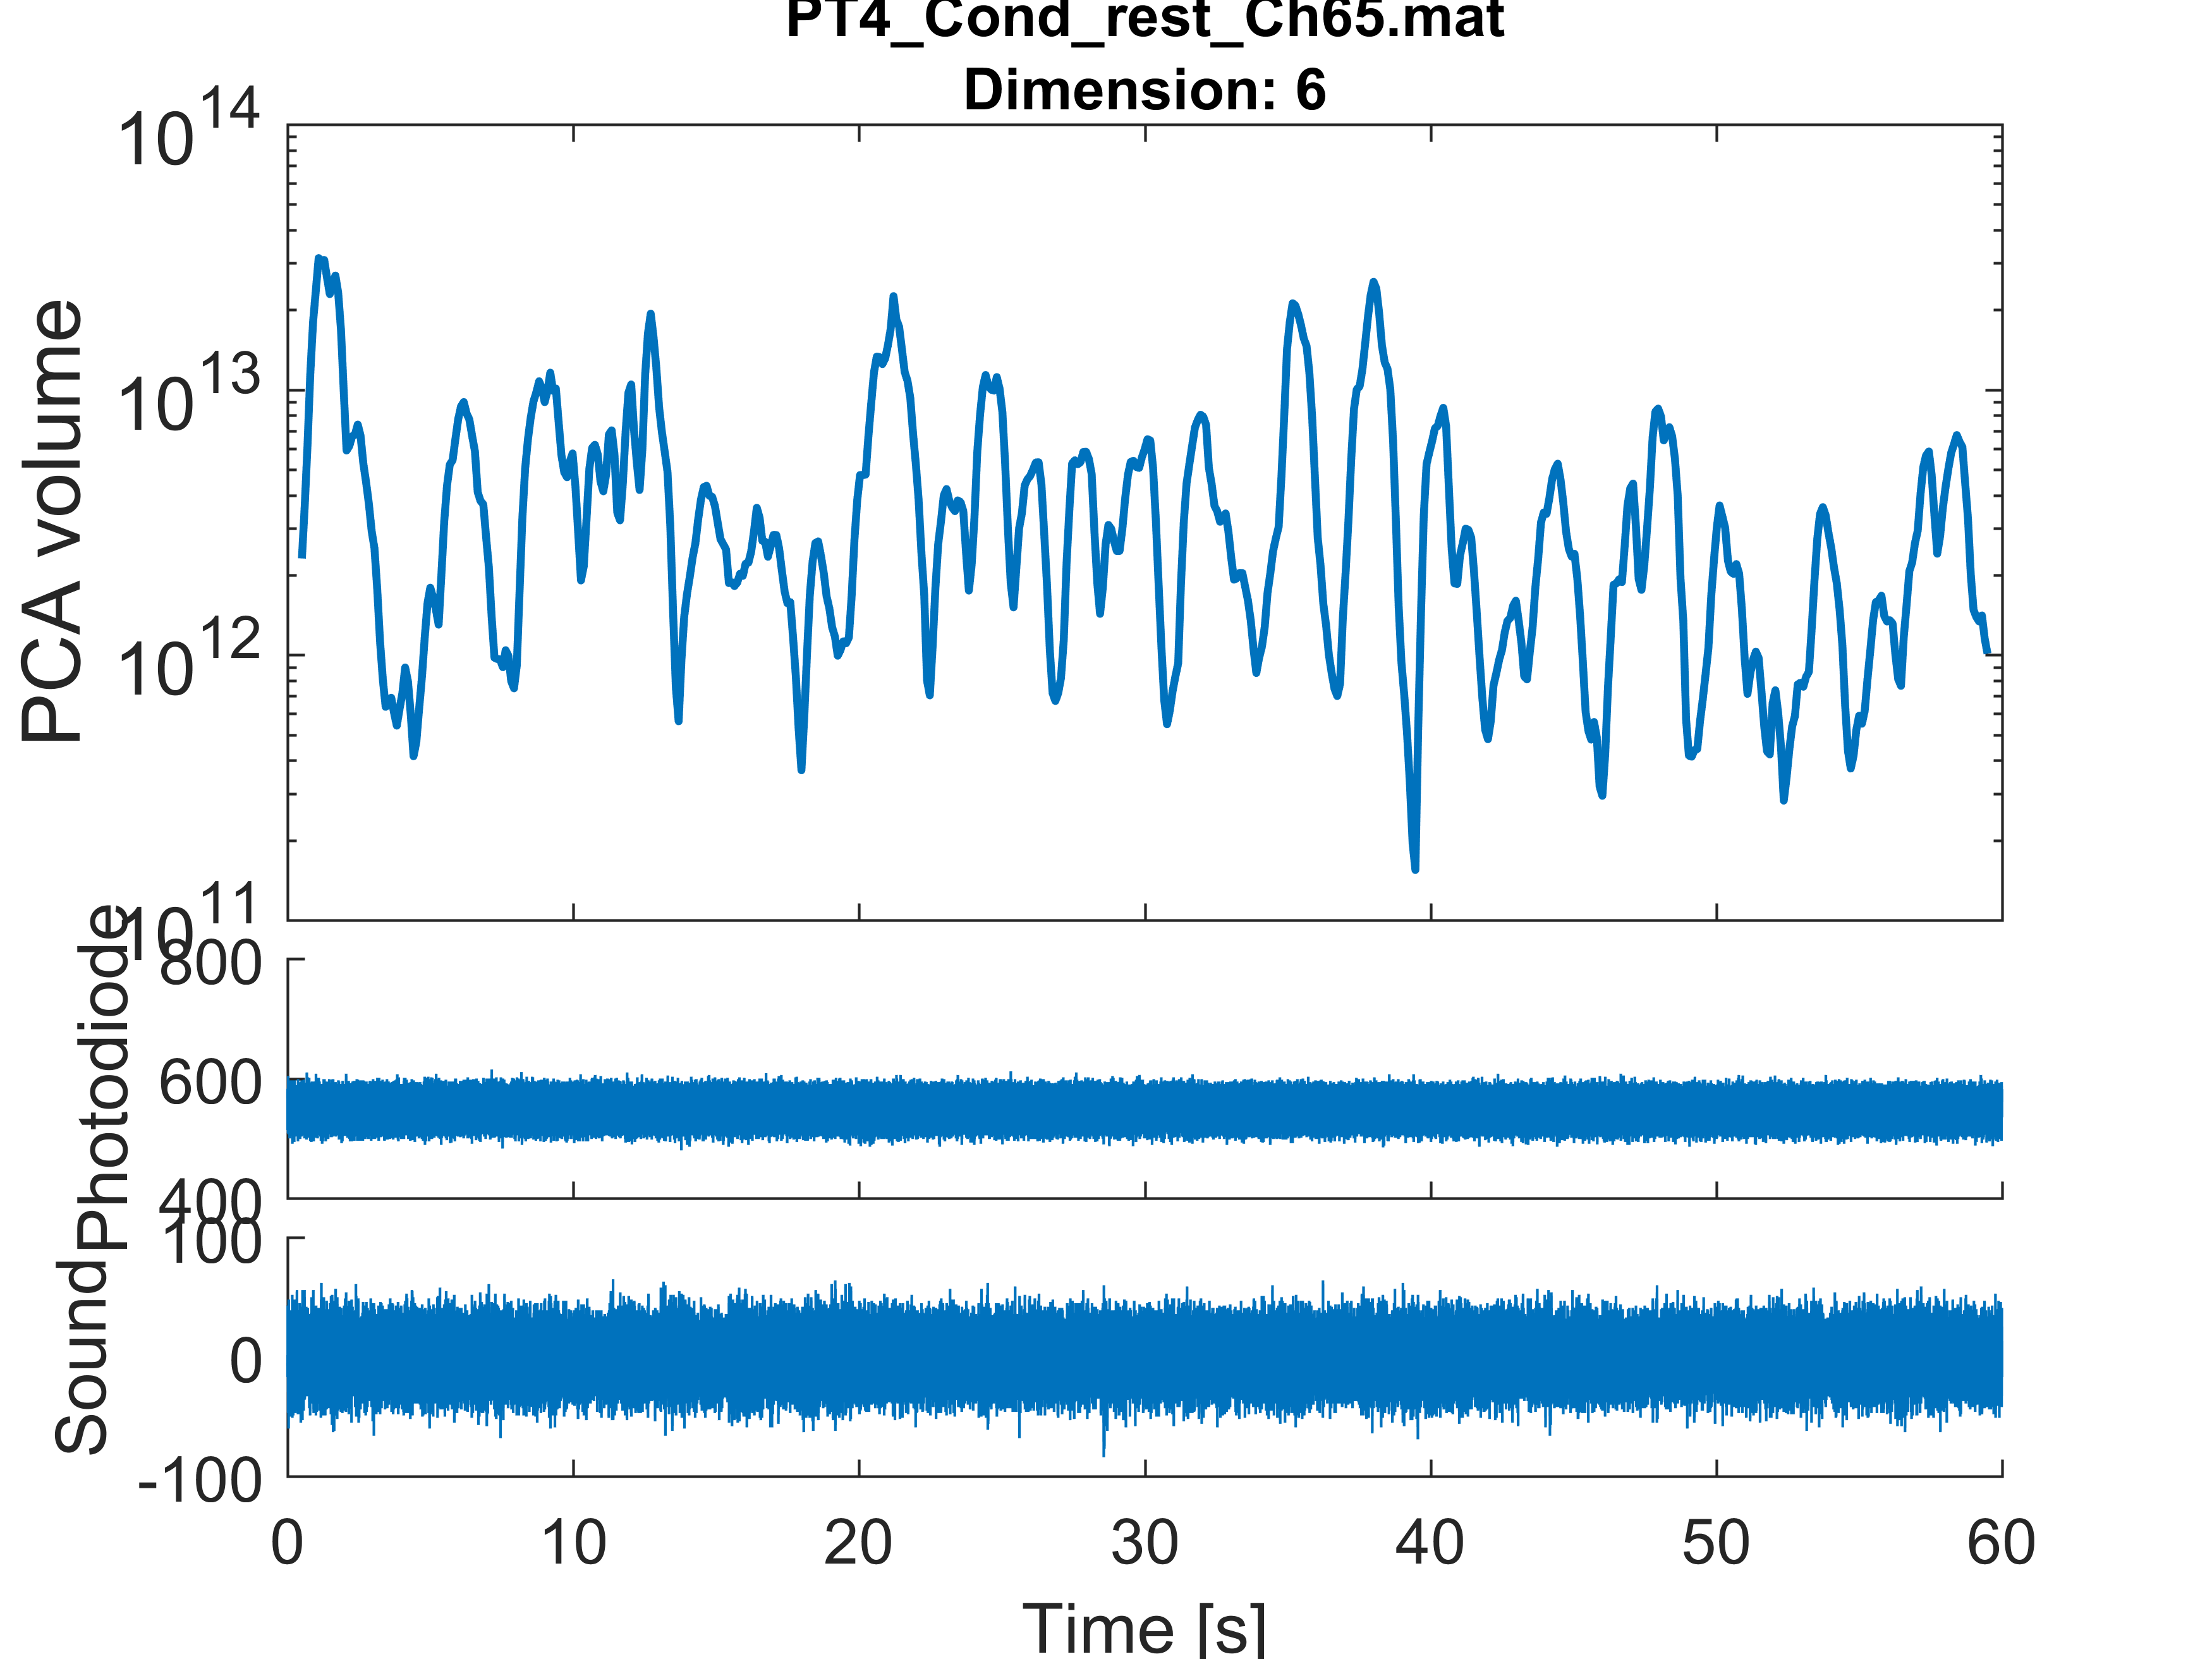 PT4_Cond_rest_Ch65.mat
Dimension: 6
PCA volume
10^14
10^13
10^12
10^11
Photodiode
800
600
400
Sound
100
0
-100
0 10 20 30 40 50 60
Time [s]